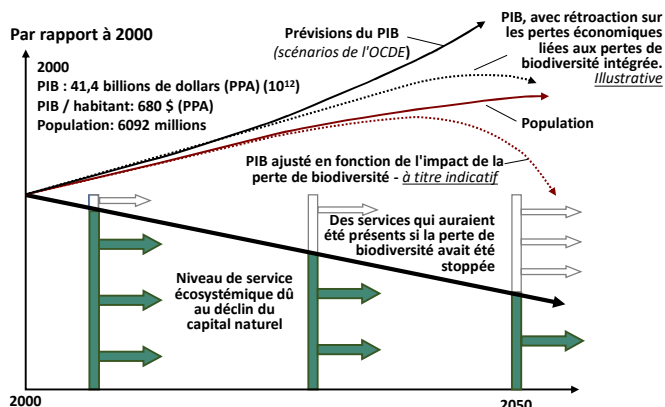 Par rapport à 2000
2000
PIB : 41,4 billions de dollars (PPA) (10¹²)
PIB / habitant: 680 $ (PPA)
Population: 6092 millions
Prévisions du PIB
(scénarios de l'OCDE)
PIB, avec rétroaction sur
les pertes économiques
liées aux pertes de
biodiversité intégrée.
Illustrative
Population
PIB ajusté en fonction de l'impact de la
perte de biodiversité - à titre indicatif
Des services qui auraient
été présents si la perte de
biodiversité avait été
stoppée
Niveau de service
écosystémique dû
au déclin du
capital naturel
2000
2050